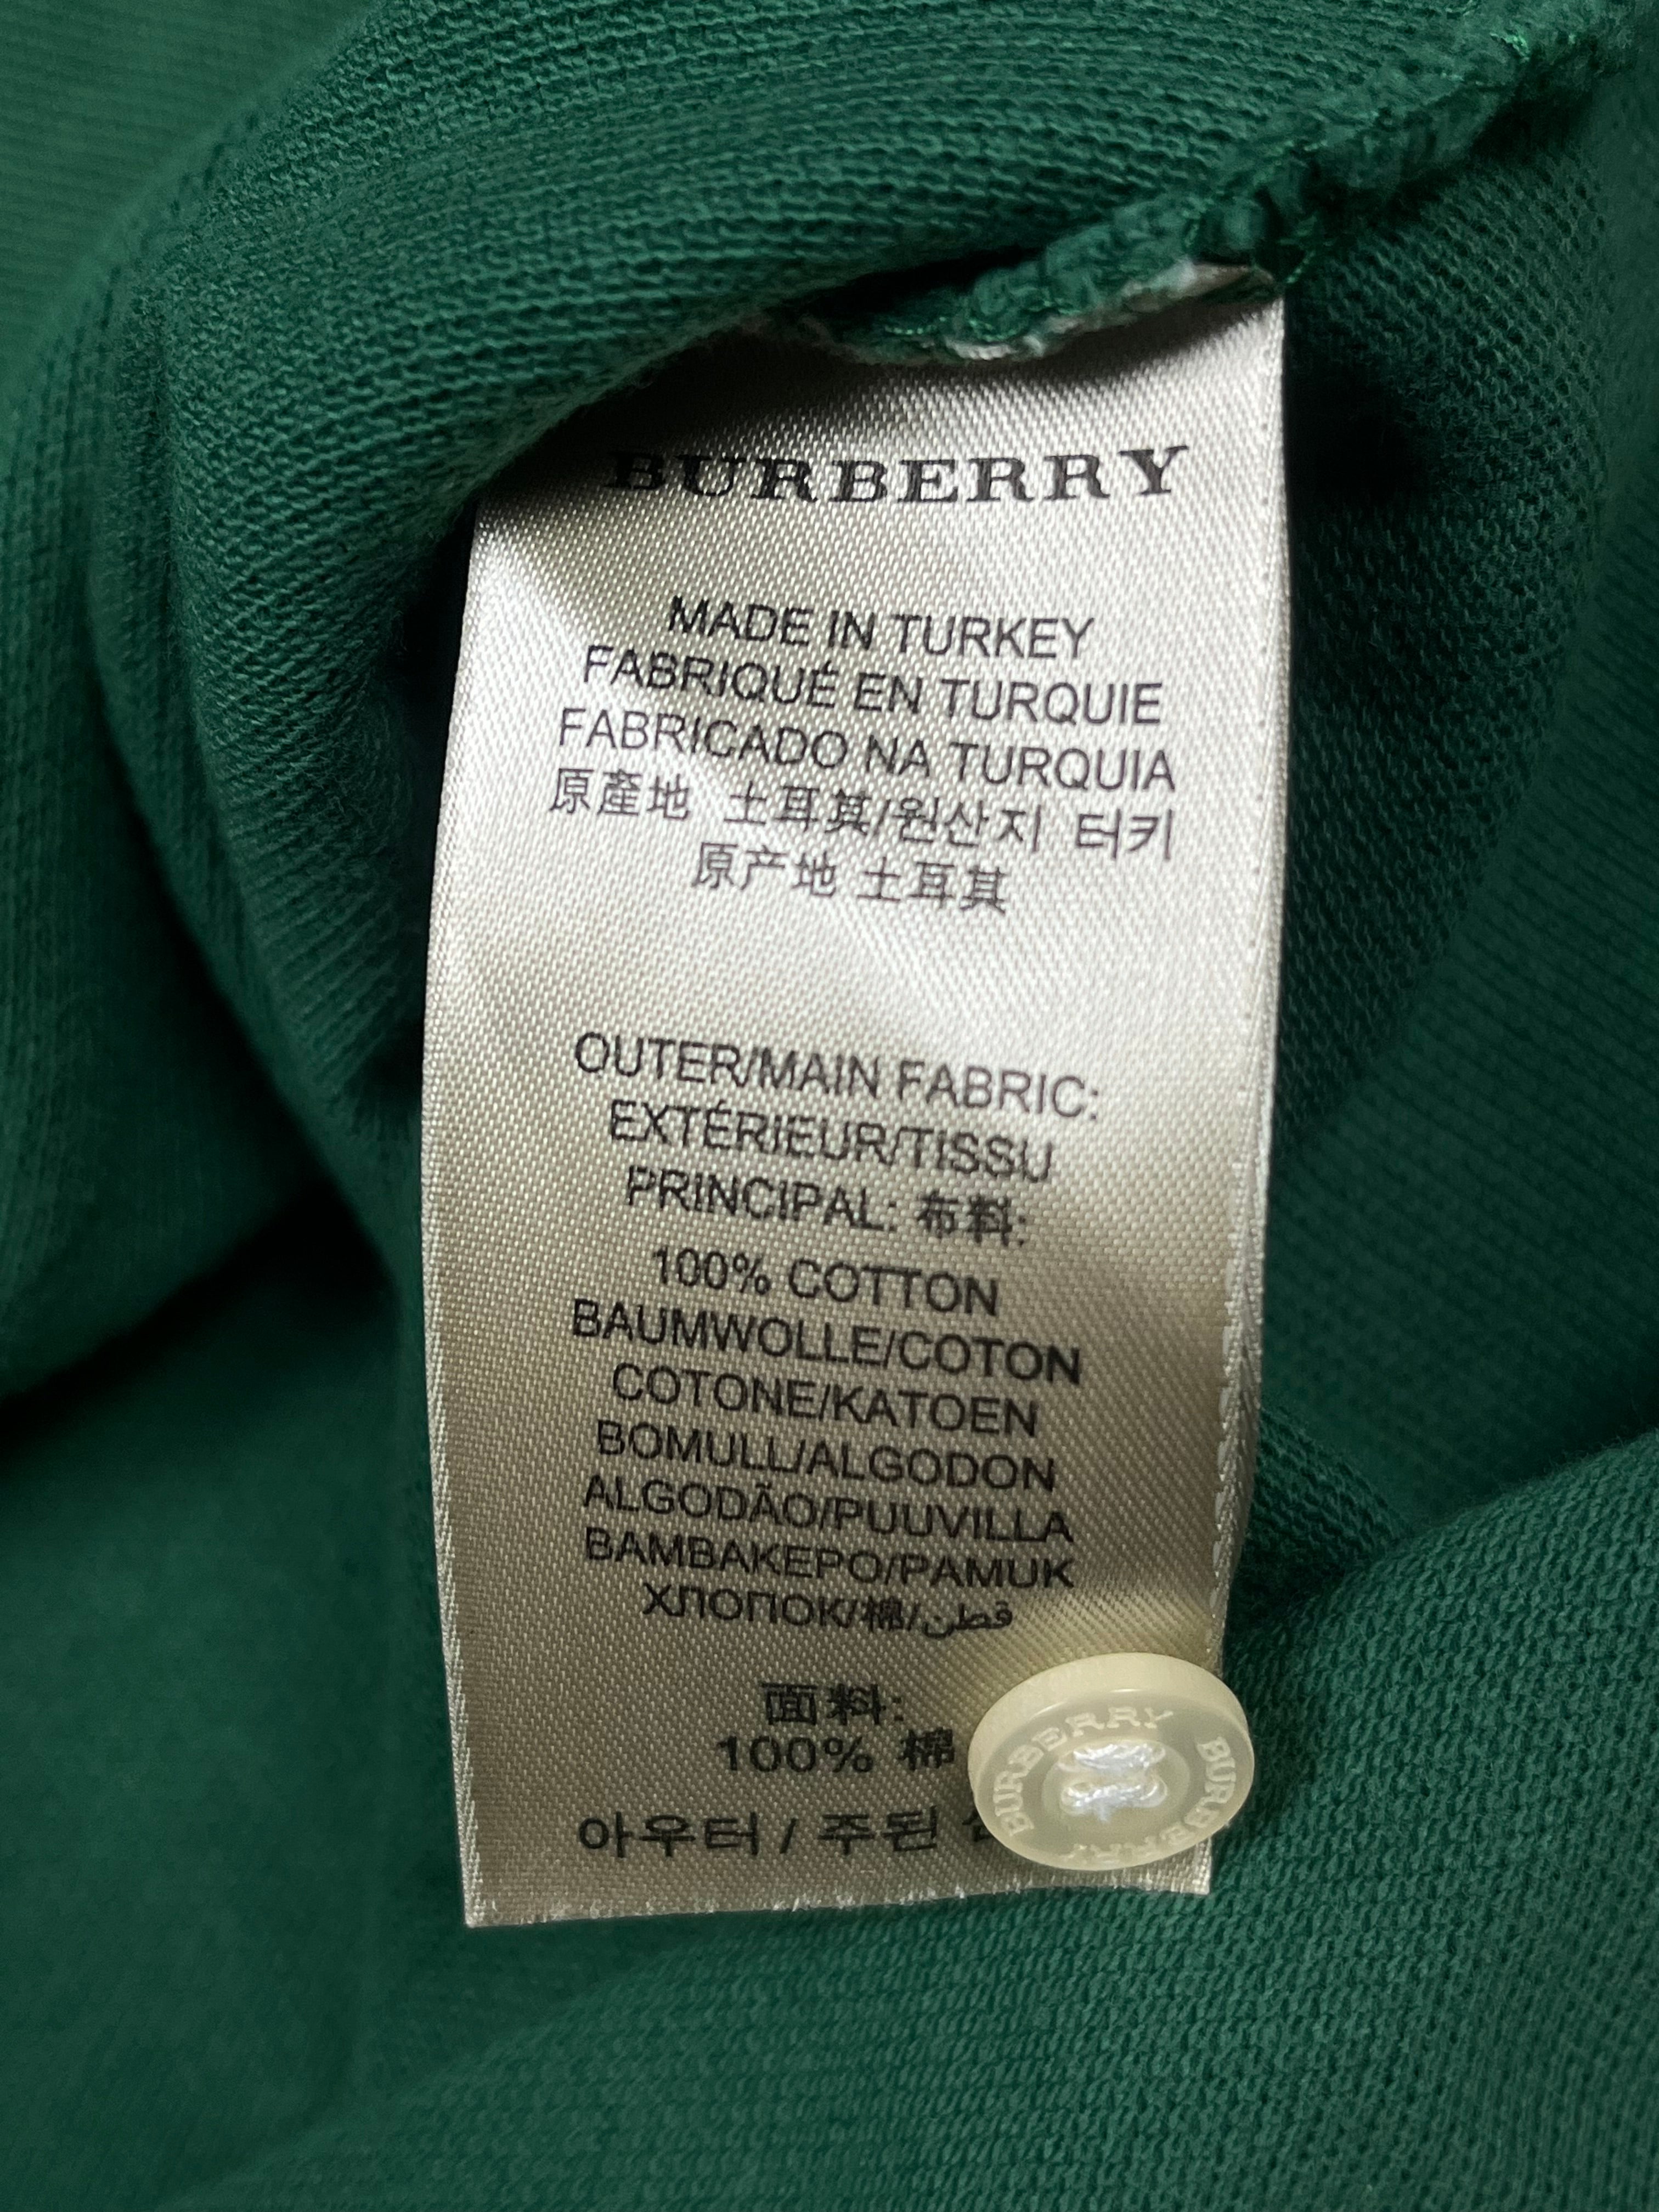 BURBERRY
MADE IN TURKEY
FABRIQUÉ EN TURQUIE
FABRICADO NA TURQUIA
原產地 土耳其/원산지 터키
原产地 土耳其
OUTER/MAIN FABRIC:
EXTÉRIEUR/TISSU
PRINCIPAL: 布料:
100% COTTON
BAUMWOLLE/COTON
COTONE/KATOEN
BOMULL/ALGODON
ALGODÃO/PUUVILLA
BAMBAKEPO/PAMUK
ХЛОПОК/棉/قطن
面料:
100% 棉
아우터 / 주된
BURBERRY BURBERRY